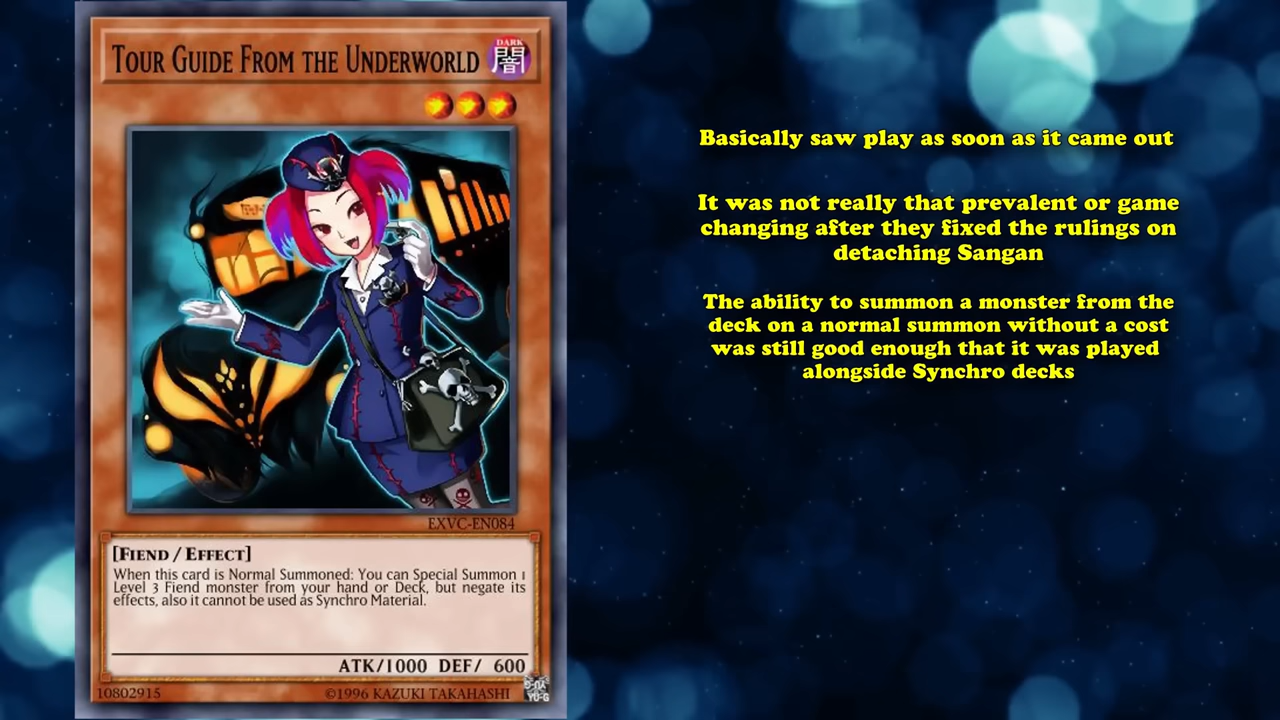 TOUR GUIDE FROM THE UNDERWORLD
DARK
闇
EXVC-EN084
[FIEND / EFFECT]
When this card is Normal Summoned: You can Special Summon 1
Level 3 Fiend monster from your hand or Deck, but negate its
effects, also it cannot be used as Synchro Material.
ATK/1000 DEF/ 600
10802915
©1996 KAZUKI TAKAHASHI
Basically saw play as soon as it came out
It was not really that prevalent or game
changing after they fixed the rulings on
detaching Sangan
The ability to summon a monster from the
deck on a normal summon without a cost
was still good enough that it was played
alongside Synchro decks